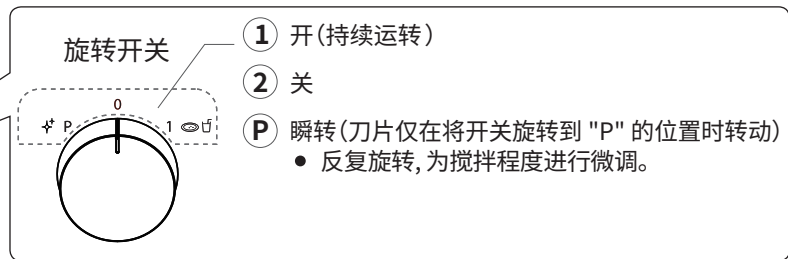 旋转开关
0
P
1
① 开（持续运转）
② 关
Ⓟ 瞬转（刀片仅在将开关旋转到 "P" 的位置时转动）
● 反复旋转，为搅拌程度进行微调。